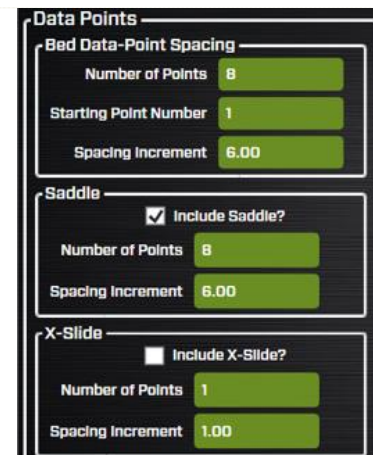 Data Points
Bed Data-Point Spacing
Number of Points 8
Starting Point Number 1
Spacing Increment 6.00
Saddle
Include Saddle?
Number of Points 8
Spacing Increment 6.00
X-Slide
Include X-Slide?
Number of Points 1
Spacing Increment 1.00